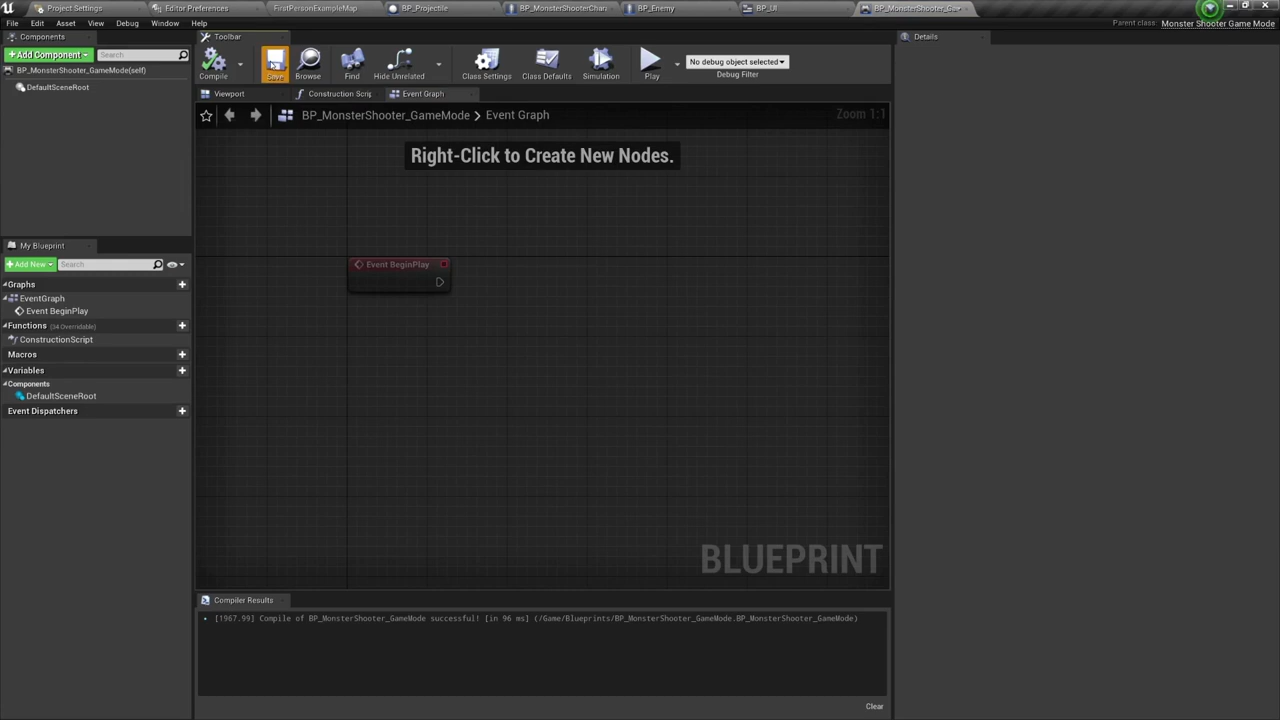 Project Settings
Editor Preferences
FirstPersonExampleMap
BP_Projectile
BP_MonsterShooterChar
BP_Enemy
BP_UI
BP_MonsterShooter_Ga
File Edit Asset View Debug Window Help
Parent class: Monster Shooter Game Mode
Components
Toolbar
Details
+Add Component
Search
BP_MonsterShooter_GameMode(self)
DefaultSceneRoot
Compile
Save
Browse
Find
Hide Unrelated
Class Settings
Class Defaults
Simulation
Play
No debug object selected
Debug Filter
Viewport
Construction Scrip
Event Graph
BP_MonsterShooter_GameMode > Event Graph
Zoom 1:1
Right-Click to Create New Nodes.
Event BeginPlay
BLUEPRINT
My Blueprint
+Add New
Search
Graphs
EventGraph
Event BeginPlay
Functions (34 Overridable)
ConstructionScript
Macros
Variables
Components
DefaultSceneRoot
Event Dispatchers
Compiler Results
[1967.99] Compile of BP_MonsterShooter_GameMode successful! [in 96 ms] (/Game/Blueprints/BP_MonsterShooter_GameMode.BP_MonsterShooter_GameMode)
Clear